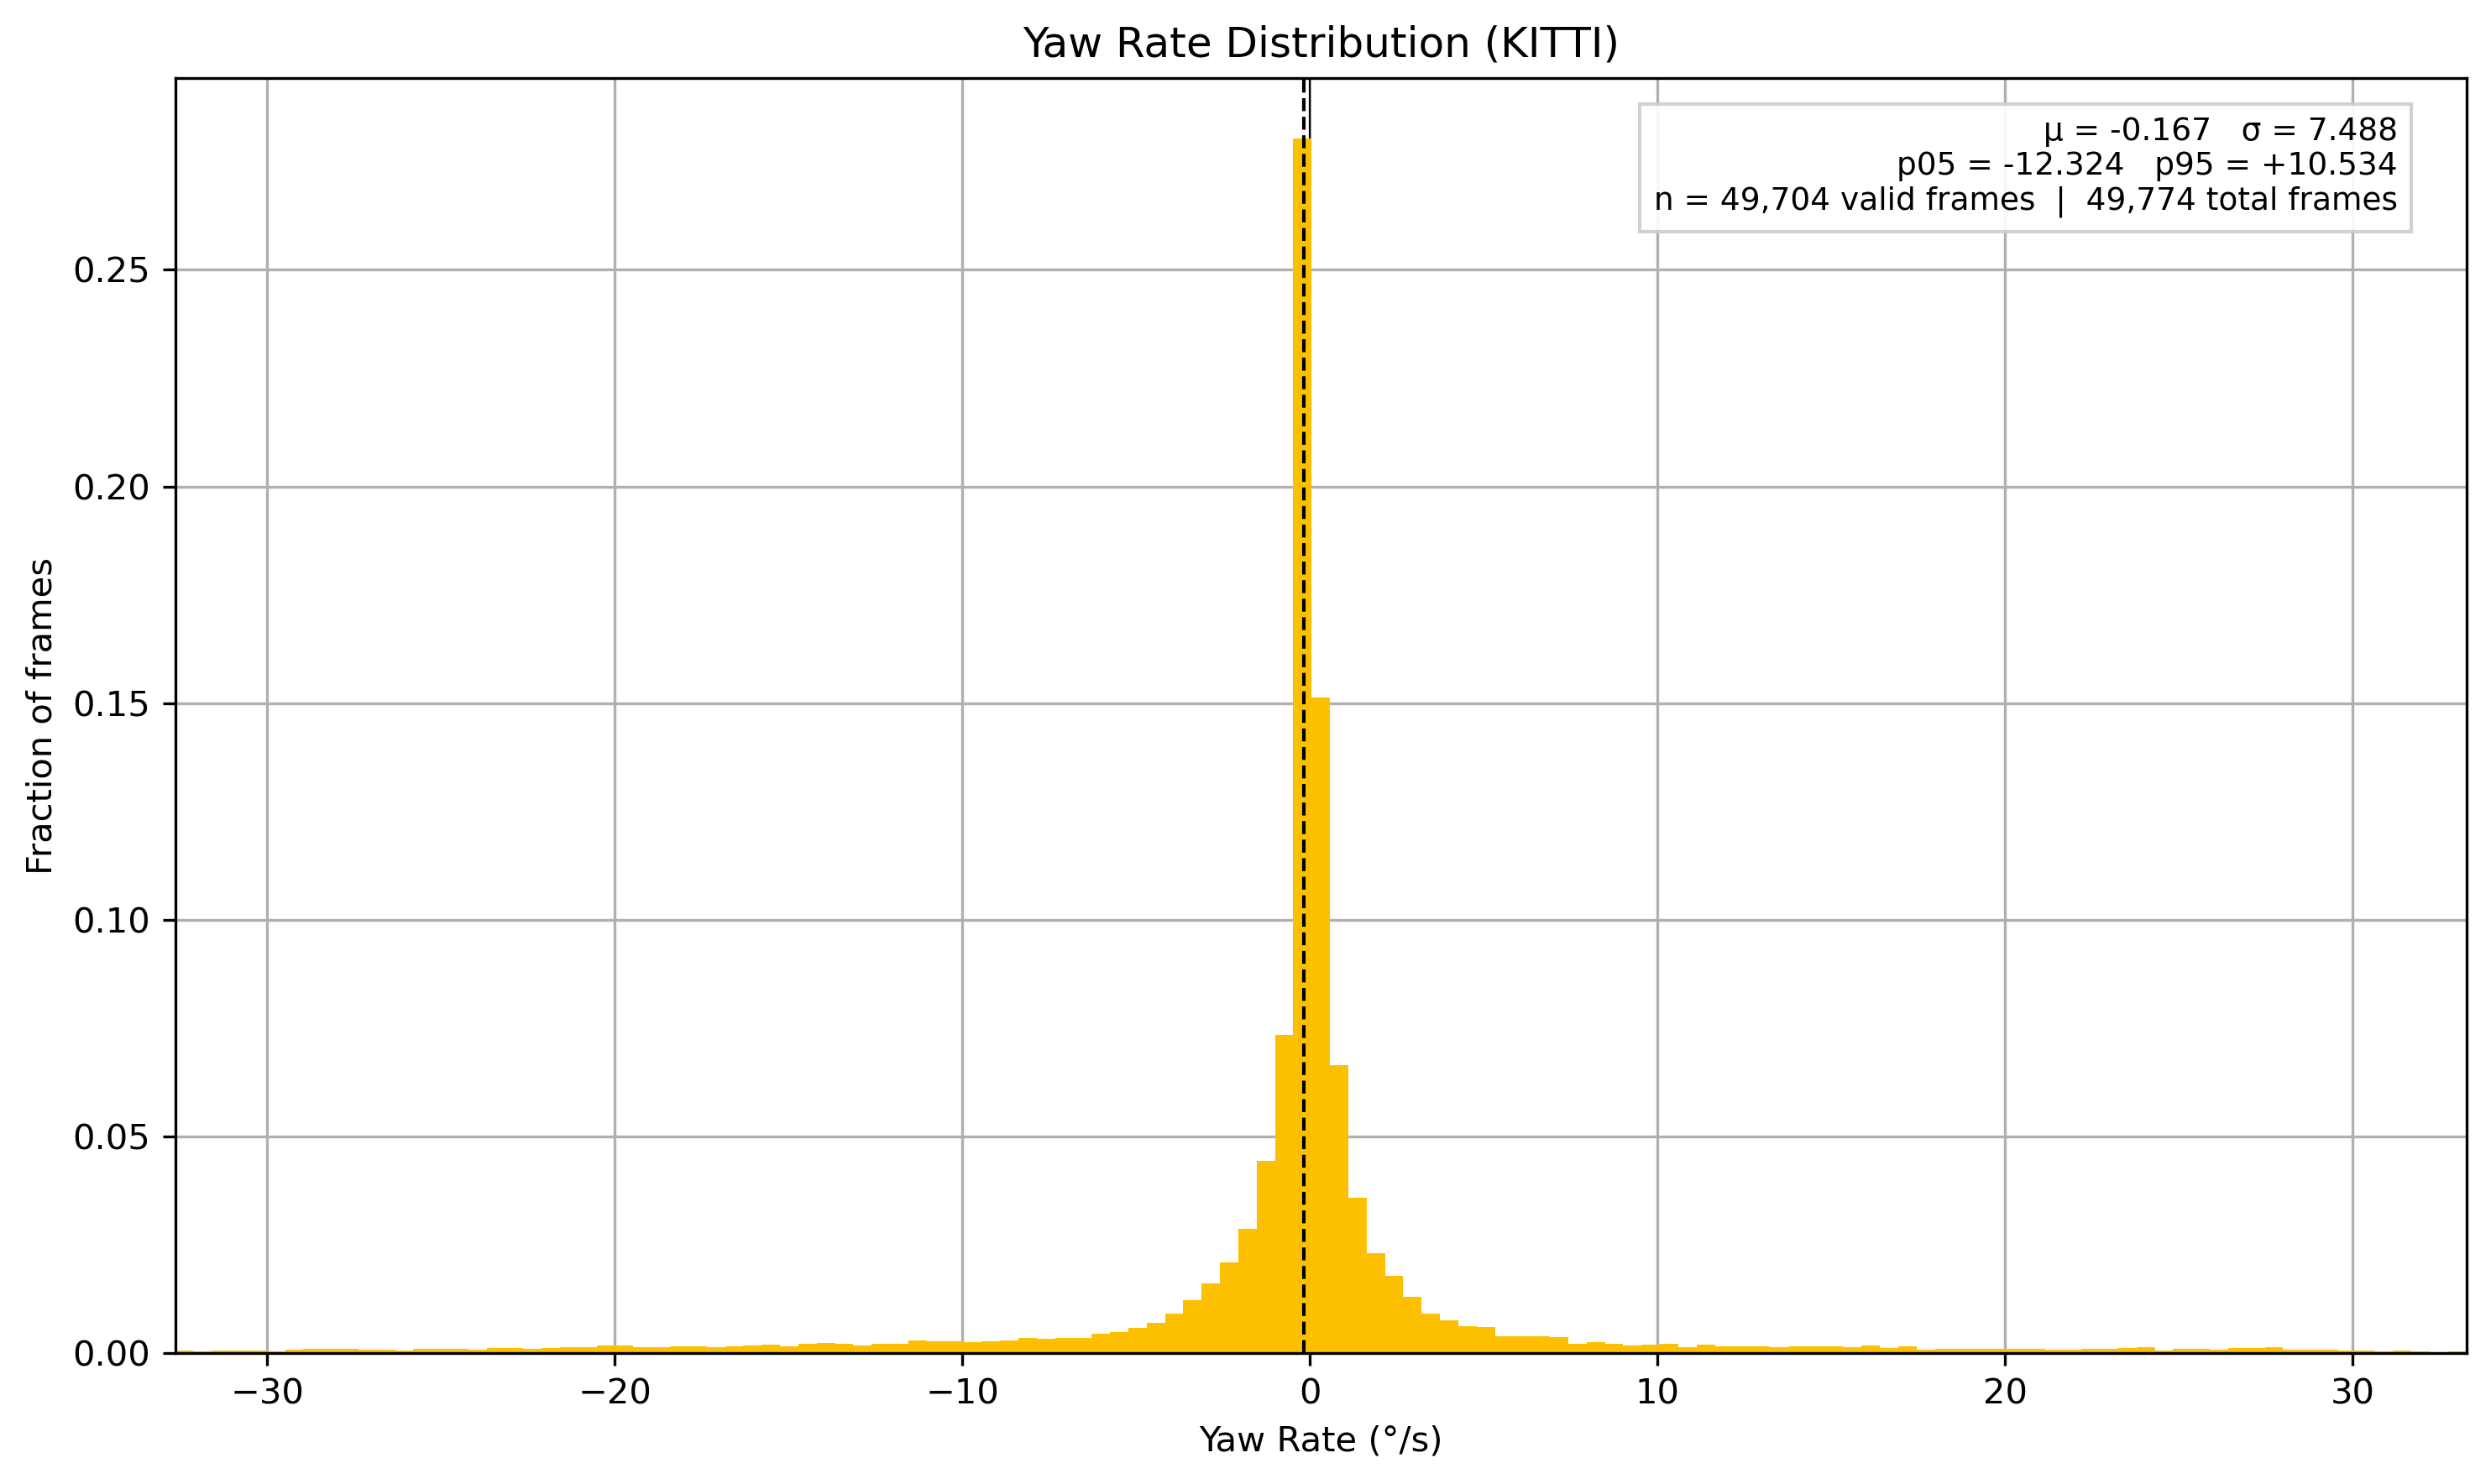 Yaw Rate Distribution (KITTI)
μ = -0.167   σ = 7.488
p05 = -12.324   p95 = +10.534
n = 49,704 valid frames  |  49,774 total frames
Fraction of frames
0.25
0.20
0.15
0.10
0.05
0.00
−30
−20
−10
0
10
20
30
Yaw Rate (°/s)